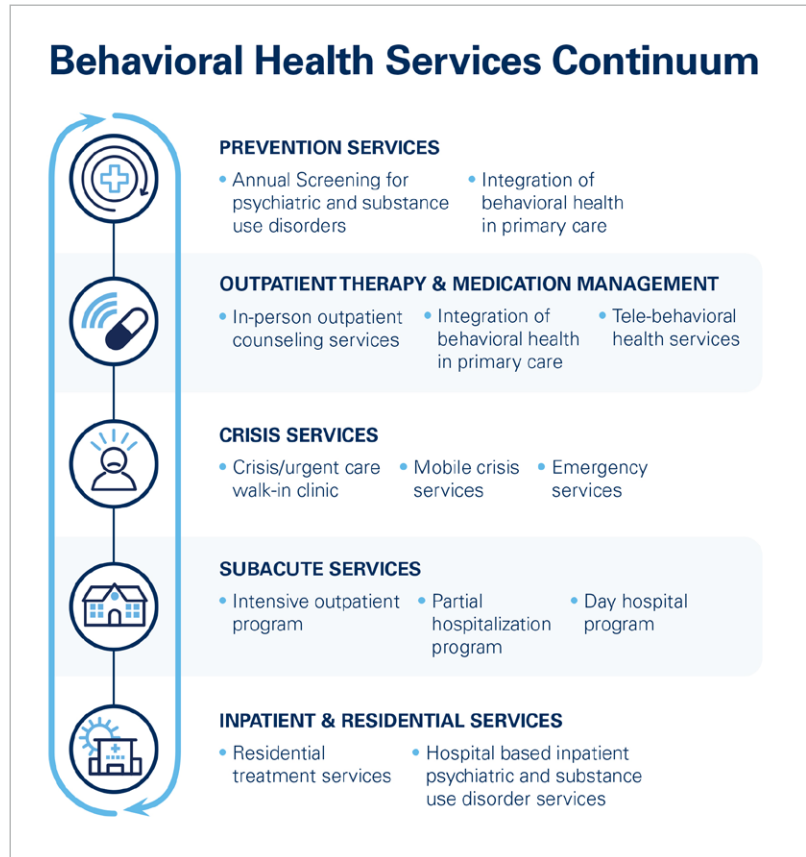 Behavioral Health Services Continuum
PREVENTION SERVICES
• Annual Screening for
psychiatric and substance
use disorders
• Integration of
behavioral health
in primary care
OUTPATIENT THERAPY & MEDICATION MANAGEMENT
• In-person outpatient
counseling services
• Integration of
behavioral health
in primary care
• Tele-behavioral
health services
CRISIS SERVICES
• Crisis/urgent care
walk-in clinic
• Mobile crisis
services
• Emergency
services
SUBACUTE SERVICES
• Intensive outpatient
program
• Partial
hospitalization
program
• Day hospital
program
INPATIENT & RESIDENTIAL SERVICES
• Residential
treatment services
• Hospital based inpatient
psychiatric and substance
use disorder services